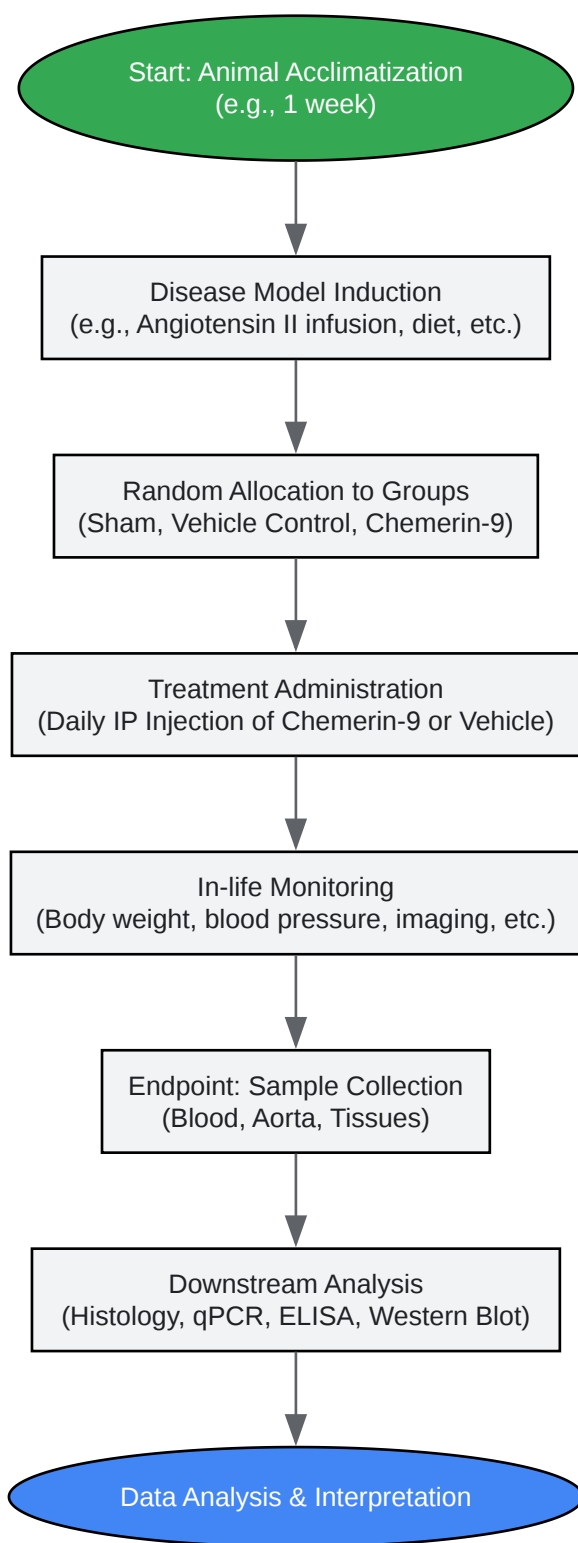 Start: Animal Acclimatization
(e.g., 1 week)
Disease Model Induction
(e.g., Angiotensin II infusion, diet, etc.)
Random Allocation to Groups
(Sham, Vehicle Control, Chemerin-9)
Treatment Administration
(Daily IP Injection of Chemerin-9 or Vehicle)
In-life Monitoring
(Body weight, blood pressure, imaging, etc.)
Endpoint: Sample Collection
(Blood, Aorta, Tissues)
Downstream Analysis
(Histology, qPCR, ELISA, Western Blot)
Data Analysis & Interpretation